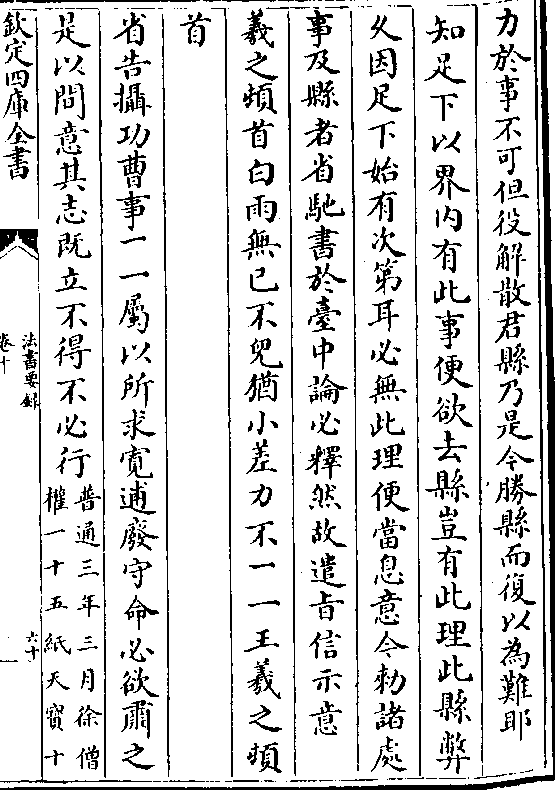 力於事不可但役解散君縣乃是今勝縣而復以為難耶
知足下以界内有此事便欲去縣豈有此理此縣弊
久因足下始有次第耳必無此理便當息意今勑諸處
事及縣者省馳書於臺中論必釋然故遣旨信示意
羲之頓首白雨無已不兒猶小差力不一一王羲之頓
首
省告攝功曹事一一屬以所求寛逋廢守命必欲肅之
足以問意其志既立不得不必行普通三年三月徐僧
權一十五紙天寳十
欽定四庫全書
法書要録
卷十
六十